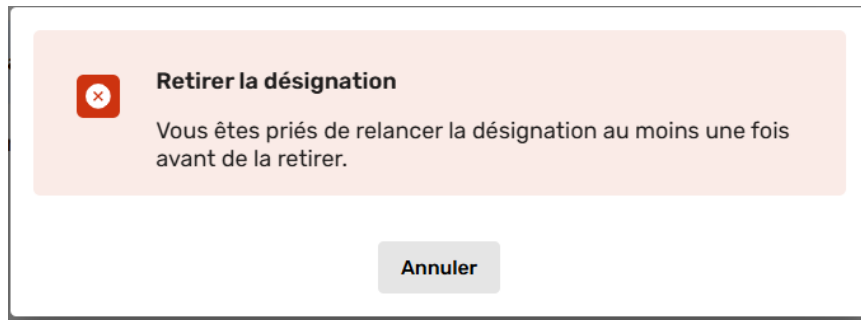 Retirer la désignation
Vous êtes priés de relancer la désignation au moins une fois
avant de la retirer.
Annuler